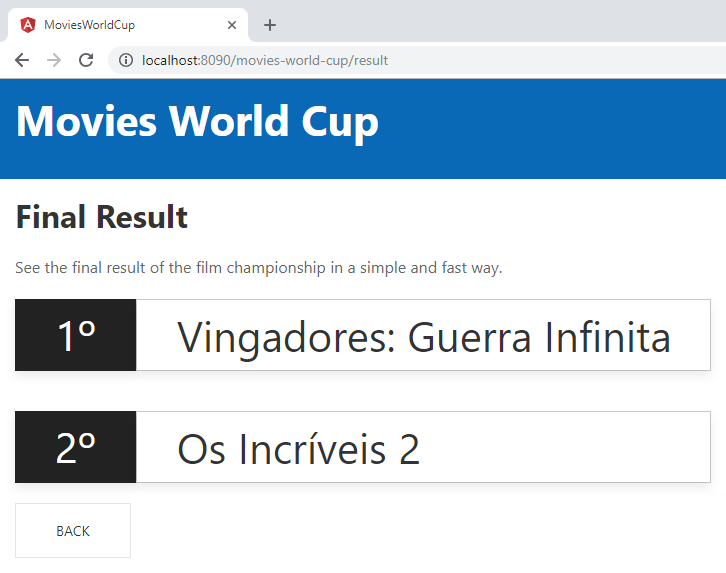 MoviesWorldCup
localhost:8090/movies-world-cup/result
Movies World Cup
Final Result
See the final result of the film championship in a simple and fast way.
1º Vingadores: Guerra Infinita
2º Os Incríveis 2
BACK